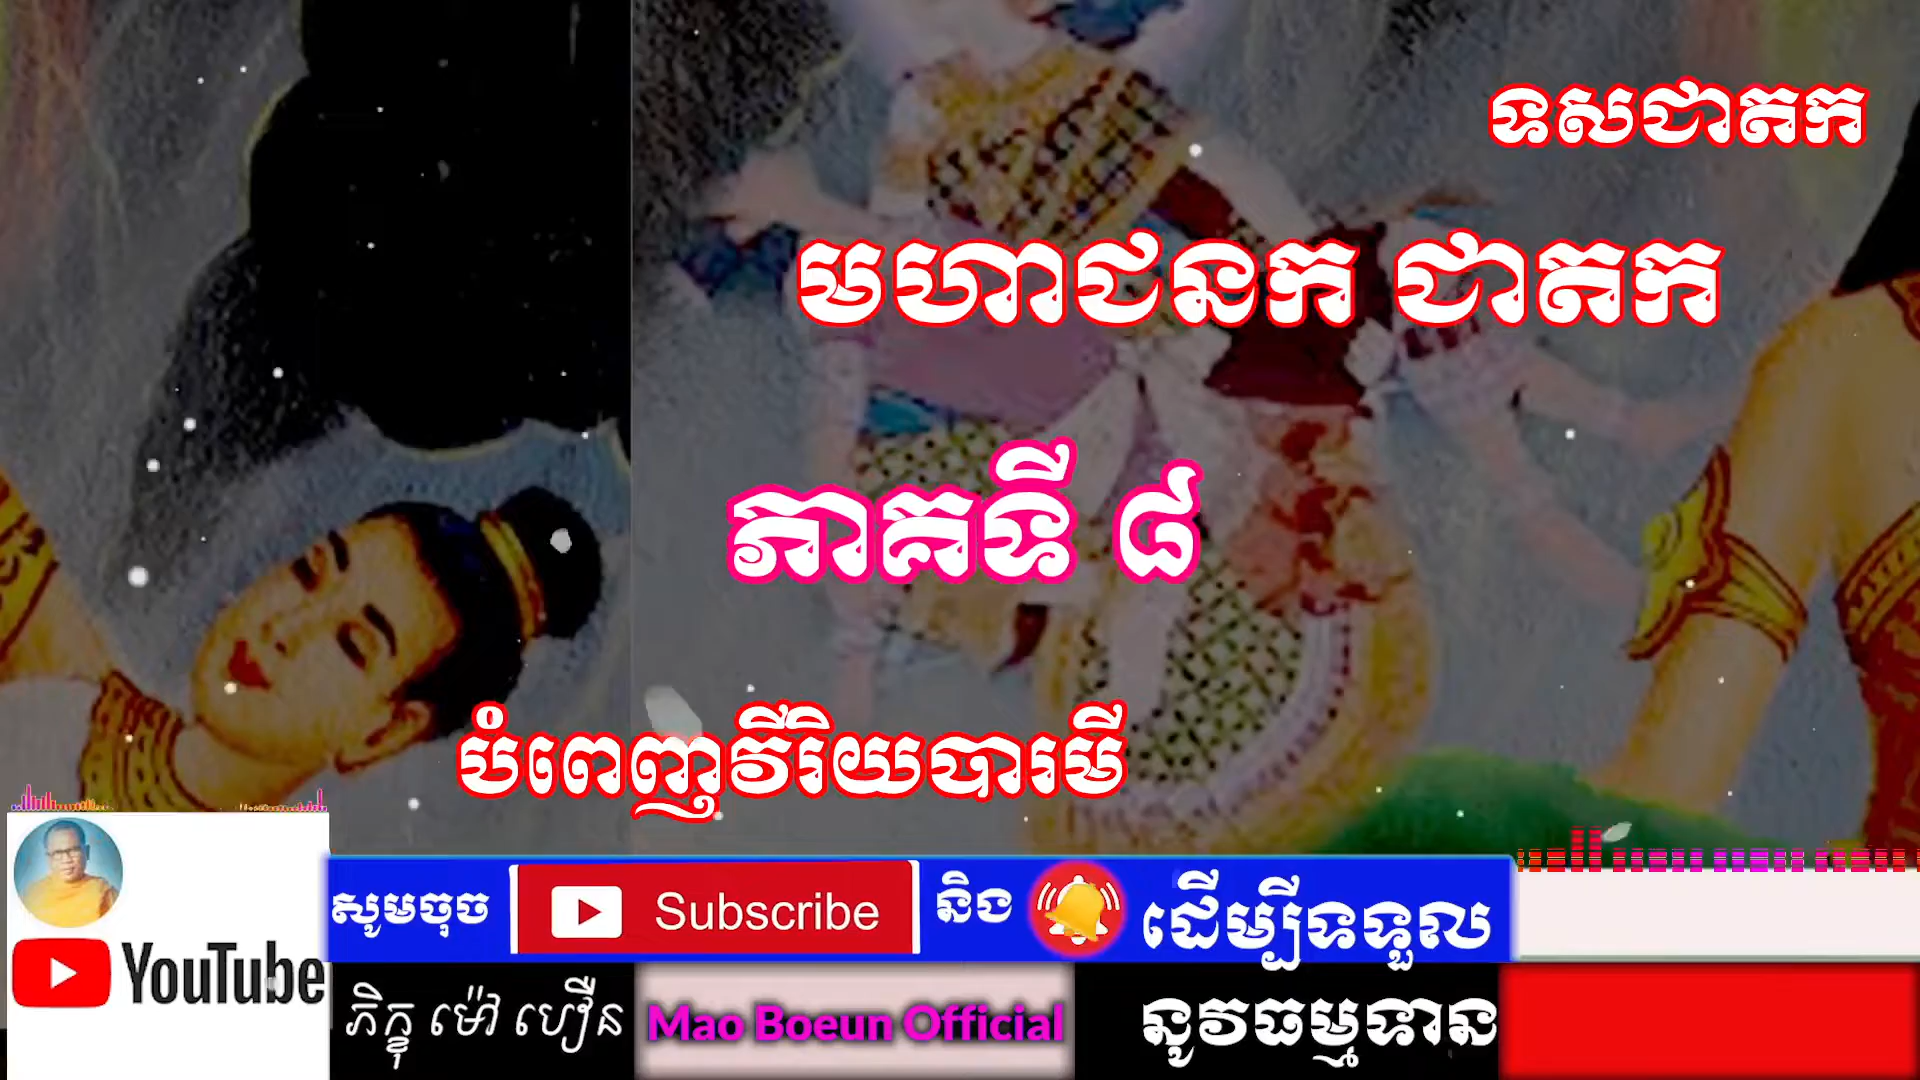 ទសជាតក
មហាជនក ជាតក
ភាគទី ៨
បំពេញវីរិយបារមី
សូមចុច Subscribe និង ដើម្បីទទួល
YouTube ភិក្ខុ ម៉ៅ បឿន Mao Boeun Official នូវធម្មទាន